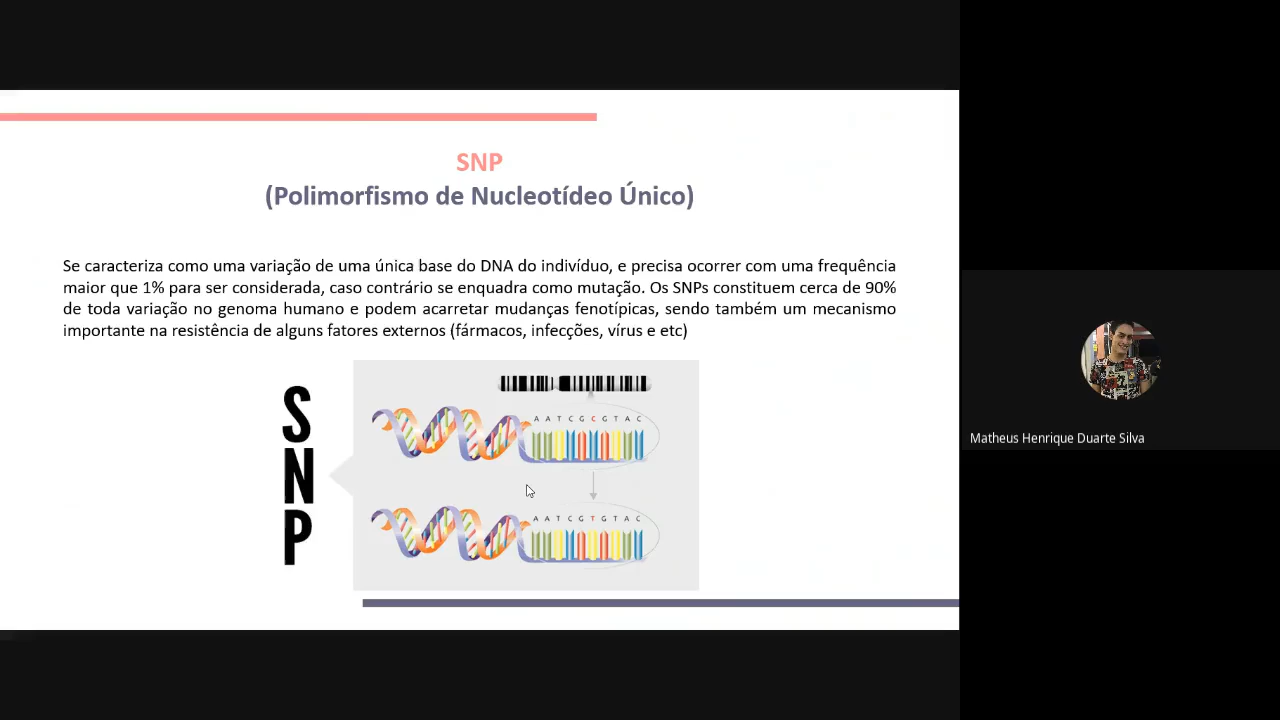 SNP
(Polimorfismo de Nucleotídeo Único)
Se caracteriza como uma variação de uma única base do DNA do indivíduo, e precisa ocorrer com uma frequência
maior que 1% para ser considerada, caso contrário se enquadra como mutação. Os SNPs constituem cerca de 90%
de toda variação no genoma humano e podem acarretar mudanças fenotípicas, sendo também um mecanismo
importante na resistência de alguns fatores externos (fármacos, infecções, vírus e etc)
SNP
A A T C G C G T A C
A A T C G T G T A C
Matheus Henrique Duarte Silva